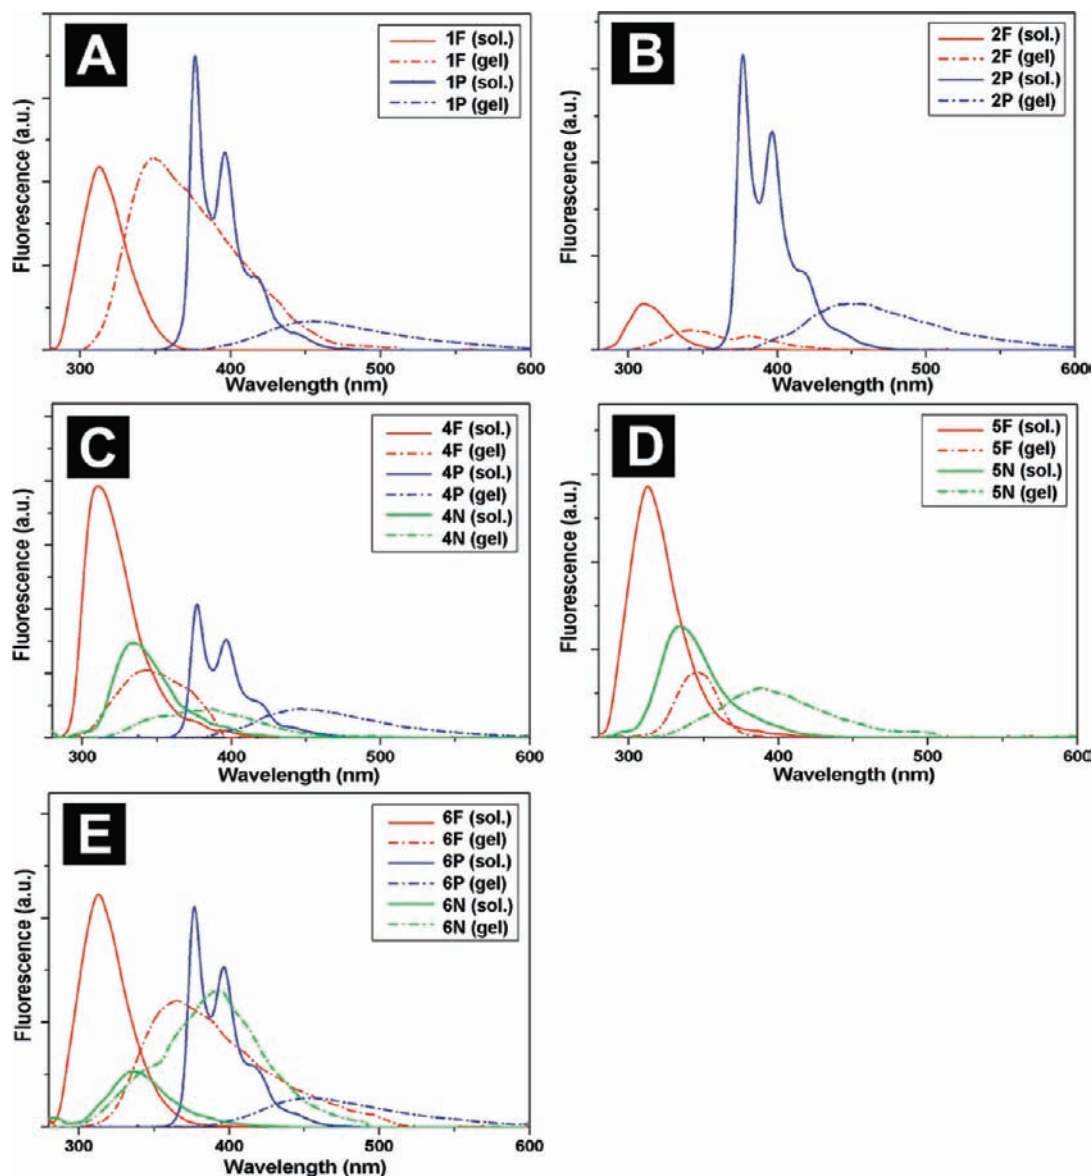 A
1F (sol.)
1F (gel)
1P (sol.)
1P (gel)
Fluorescence (a.u.)
300 400 500 600
Wavelength (nm)
B
2F (sol.)
2F (gel)
2P (sol.)
2P (gel)
Fluorescence (a.u.)
300 400 500 600
Wavelength (nm)
C
4F (sol.)
4F (gel)
4P (sol.)
4P (gel)
4N (sol.)
4N (gel)
Fluorescence (a.u.)
300 400 500 600
Wavelength (nm)
D
5F (sol.)
5F (gel)
5N (sol.)
5N (gel)
Fluorescence (a.u.)
300 400 500 600
Wavelength (nm)
E
6F (sol.)
6F (gel)
6P (sol.)
6P (gel)
6N (sol.)
6N (gel)
Fluorescence (a.u.)
300 400 500 600
Wavelength (nm)